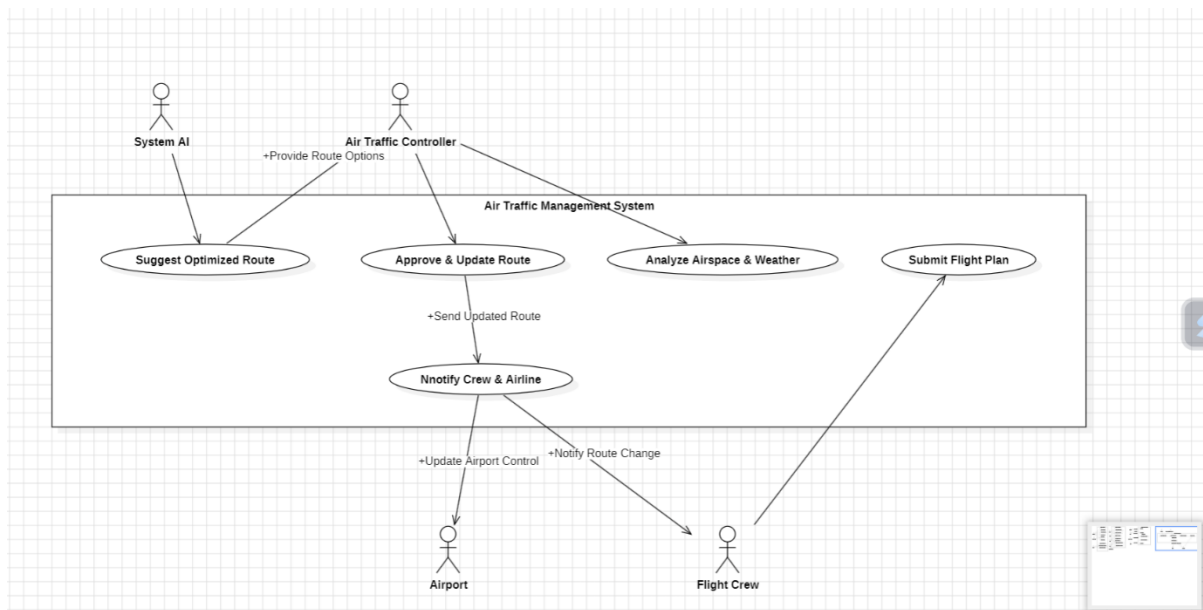 System AI
Air Traffic Controller
+Provide Route Options
Air Traffic Management System
Suggest Optimized Route
Approve & Update Route
Analyze Airspace & Weather
Submit Flight Plan
+Send Updated Route
Nnotify Crew & Airline
+Update Airport Control
+Notify Route Change
Airport
Flight Crew